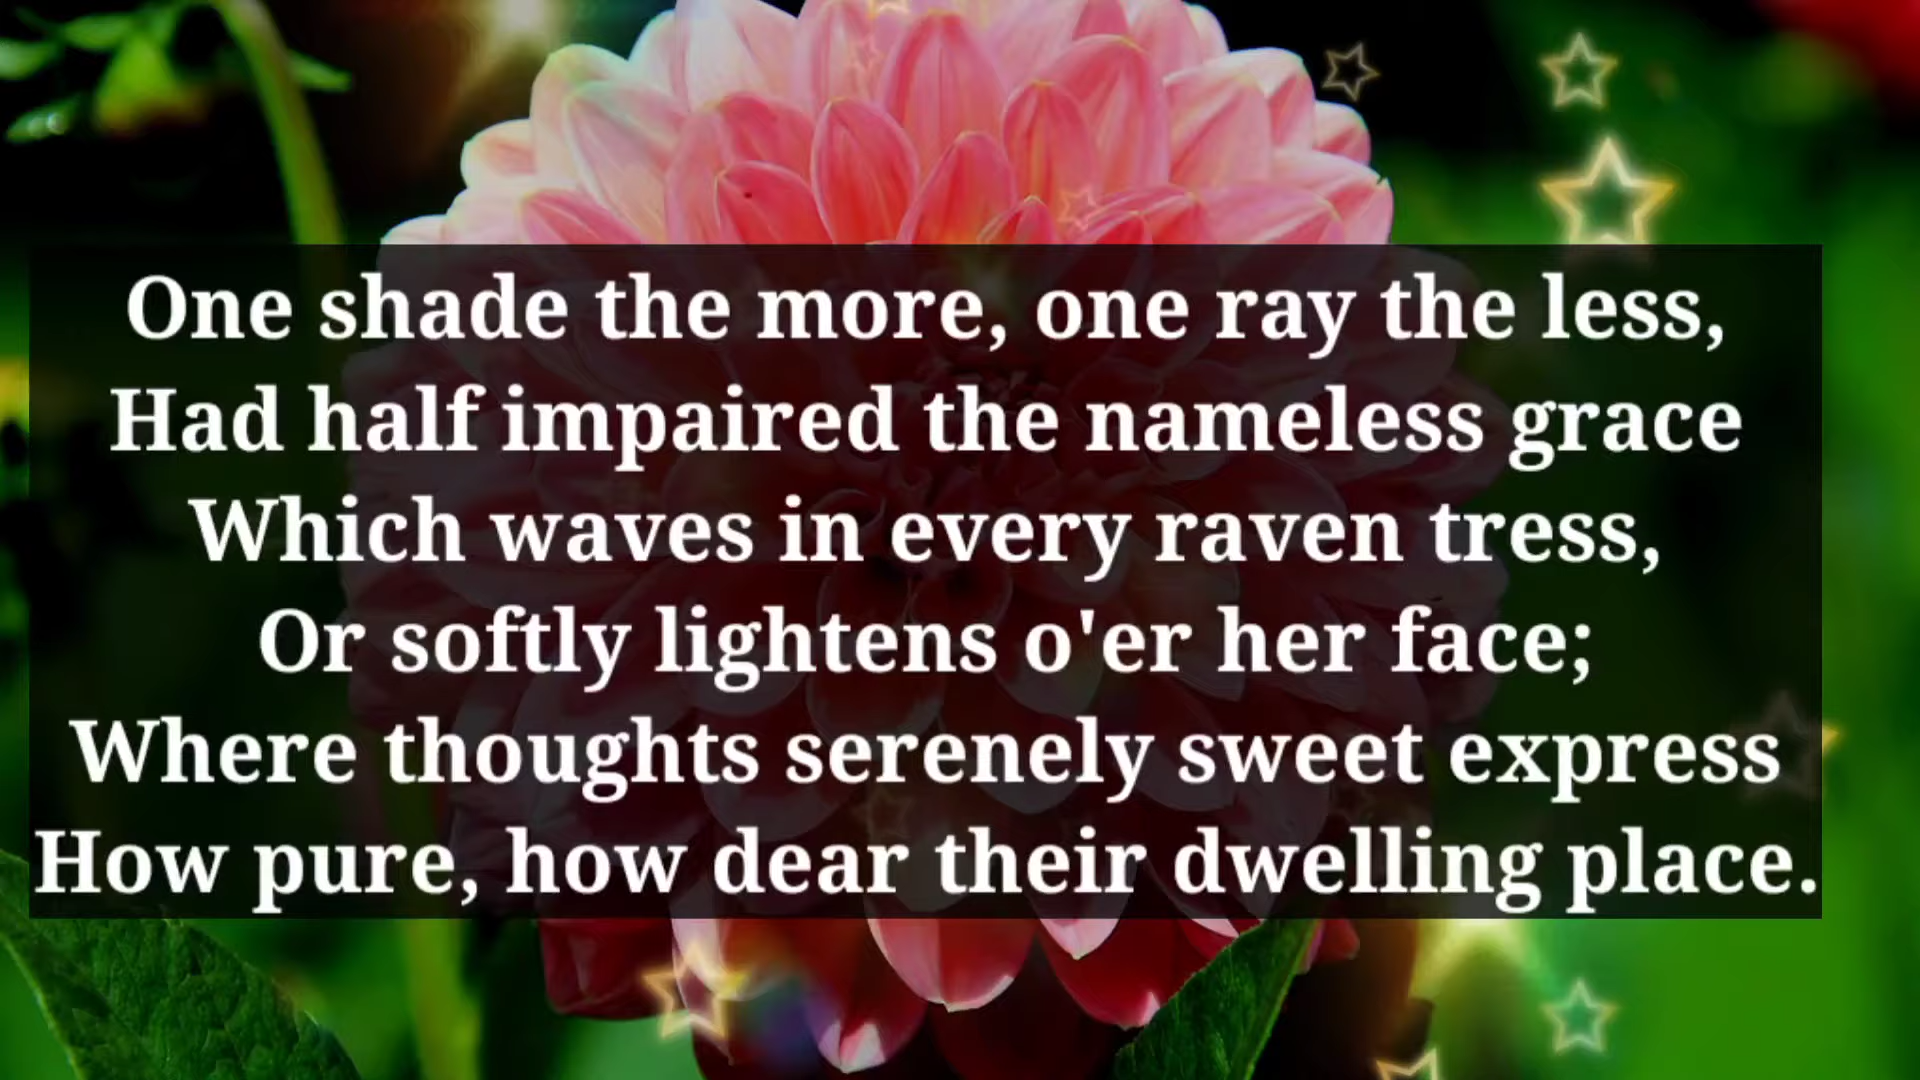 One shade the more, one ray the less,
Had half impaired the nameless grace
Which waves in every raven tress,
Or softly lightens o'er her face;
Where thoughts serenely sweet express
How pure, how dear their dwelling place.